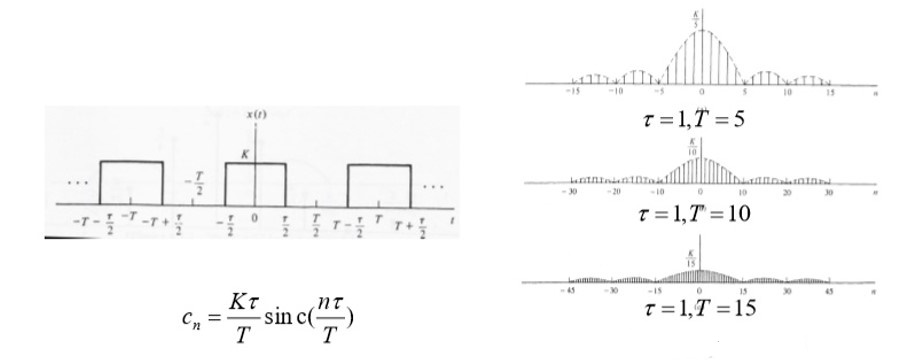 x(t)
K
... -T/2 ...
-T - τ/2 -T -T + τ/2 -τ/2 0 τ/2 T/2 T - τ/2 T T + τ/2 t
c_n = Kτ/T sin c(nτ/T)
K/5
-15 -10 -5 0 5 10 15 n
τ = 1, T = 5
K/10
-30 -20 -10 0 10 20 30 n
τ = 1, T = 10
K/15
-45 -30 -15 0 15 30 45 n
τ = 1, T = 15